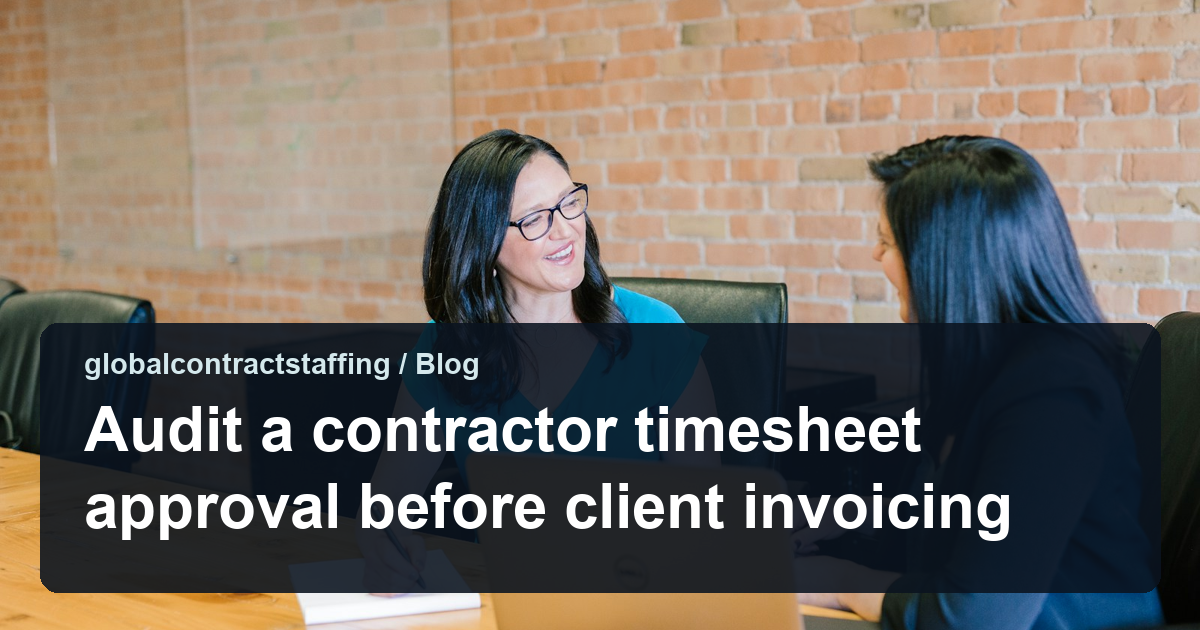 globalcontractstaffing / Blog
Audit a contractor timesheet
approval before client invoicing